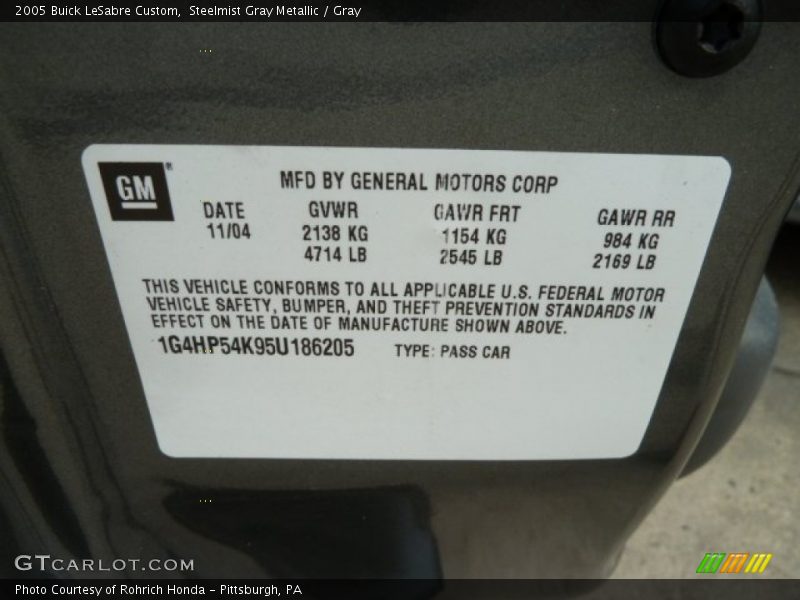 2005 Buick LeSabre Custom, Steelmist Gray Metallic / Gray
GM®
MFD BY GENERAL MOTORS CORP
DATE GVWR GAWR FRT GAWR RR
11/04 2138 KG 1154 KG 984 KG
4714 LB 2545 LB 2169 LB
THIS VEHICLE CONFORMS TO ALL APPLICABLE U.S. FEDERAL MOTOR
VEHICLE SAFETY, BUMPER, AND THEFT PREVENTION STANDARDS IN
EFFECT ON THE DATE OF MANUFACTURE SHOWN ABOVE.
1G4HP54K95U186205 TYPE: PASS CAR
GTCARLOT.COM
Photo Courtesy of Rohrich Honda - Pittsburgh, PA